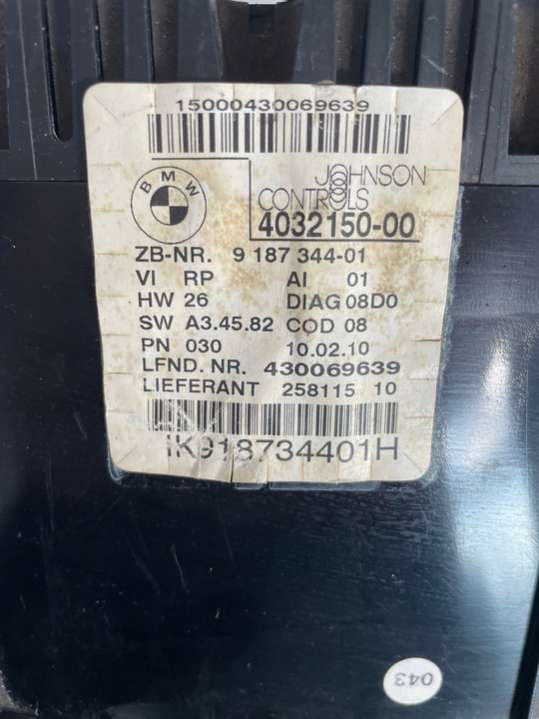 15000430069639
BMW
JOHNSON
CONTROLS
4032150-00
ZB-NR. 9 187 344-01
VI RP AI 01
HW 26 DIAG 08D0
SW A3.45.82 COD 08
PN 030 10.02.10
LFND. NR. 430069639
LIEFERANT 258115 10
IK918734401H
043